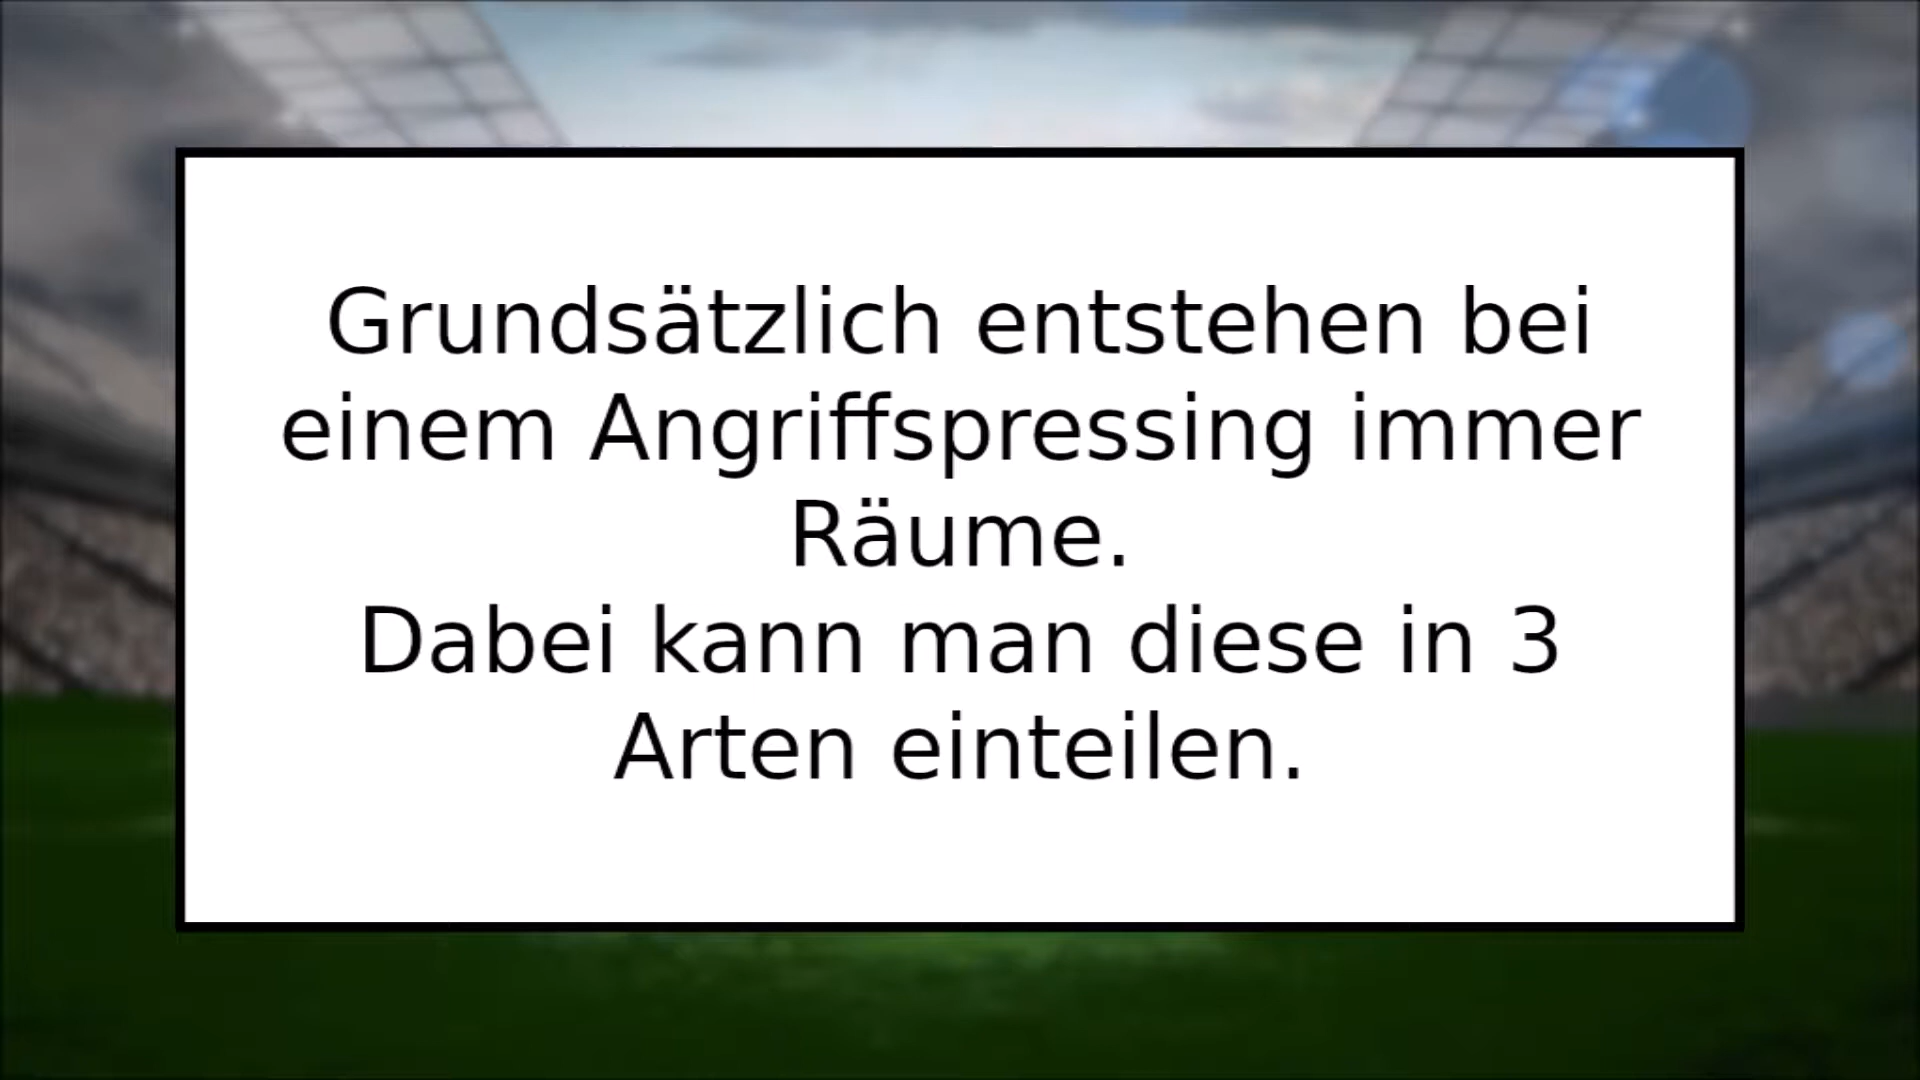 Grundsätzlich entstehen bei
einem Angriffspressing immer
Räume.
Dabei kann man diese in 3
Arten einteilen.